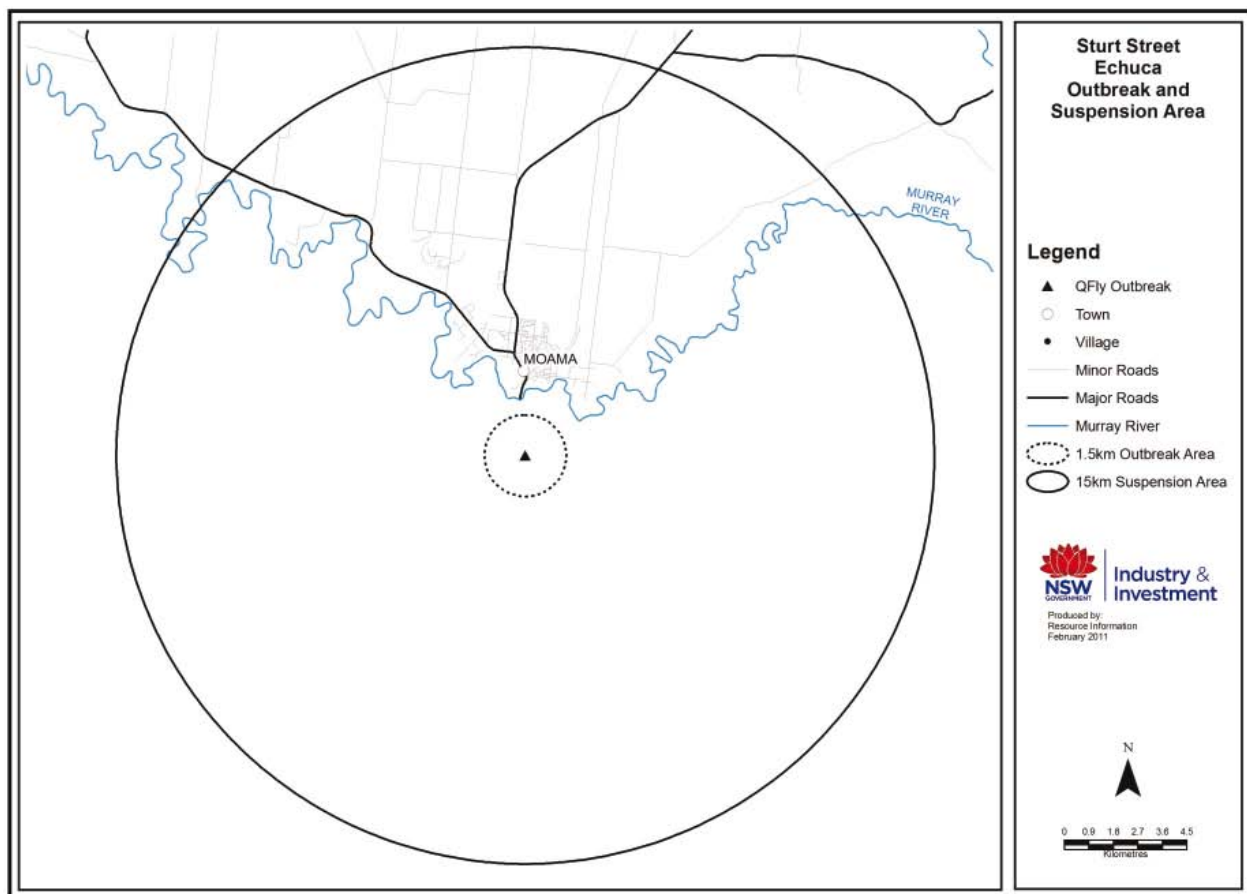 Sturt Street
Echuca
Outbreak and
Suspension Area
MURRAY
RIVER
MOAMA
Legend
QFly Outbreak
Town
Village
Minor Roads
Major Roads
Murray River
1.5km Outbreak Area
15km Suspension Area
NSW
GOVERNMENT
Industry &
Investment
Produced by:
Resource Information
February 2011
N
0 0.9 1.8 2.7 3.6 4.5
Kilometres